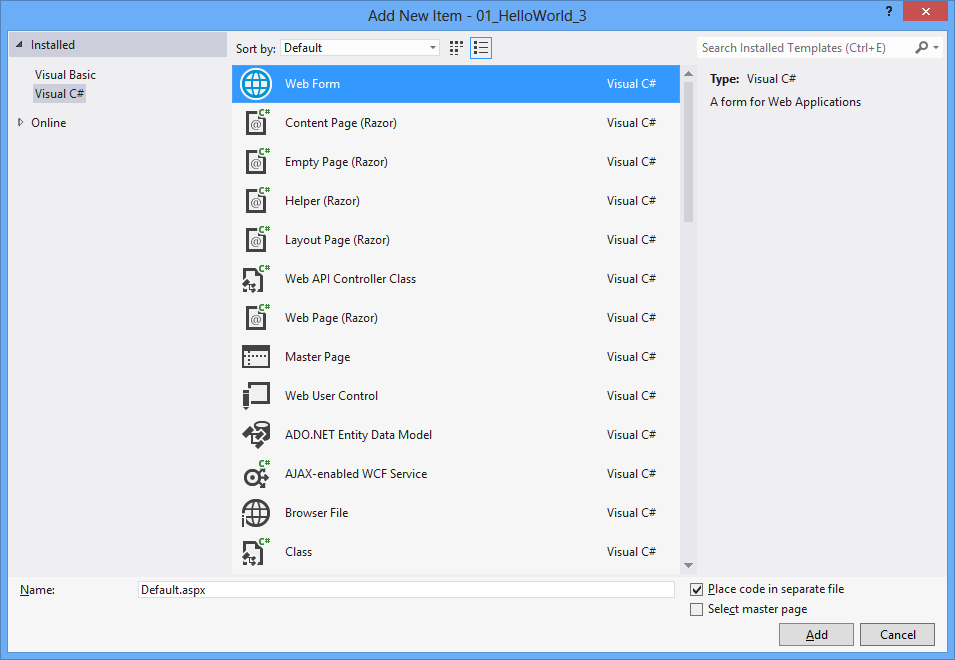 Add New Item - 01_HelloWorld_3
?
Installed
Sort by: Default
Search Installed Templates (Ctrl+E)
Visual Basic
Visual C#
Online
Web Form Visual C#
C# @ Content Page (Razor) Visual C#
C# @ Empty Page (Razor) Visual C#
C# @ Helper (Razor) Visual C#
C# @ Layout Page (Razor) Visual C#
C# Web API Controller Class Visual C#
C# @ Web Page (Razor) Visual C#
Master Page Visual C#
Web User Control Visual C#
ADO.NET Entity Data Model Visual C#
C# AJAX-enabled WCF Service Visual C#
Browser File Visual C#
C# Class Visual C#
Type: Visual C#
A form for Web Applications
Name: Default.aspx
Place code in separate file
Select master page
Add Cancel